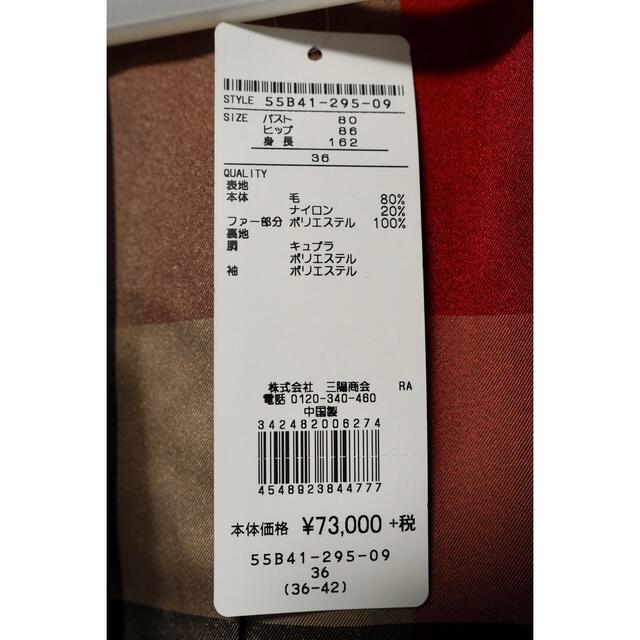 STYLE 55B41-295-09
SIZE バスト 80
ヒップ 86
身長 162
36
QUALITY
表地
本体 毛 80%
ナイロン 20%
ファー部分 ポリエステル 100%
裏地
胴 キュプラ
ポリエステル
袖 ポリエステル
株式会社 三陽商会 RA
電話 0120-340-460
中国製
342482006274
4548923844777
本体価格 ¥73,000 +税
55B41-295-09
36
(36-42)